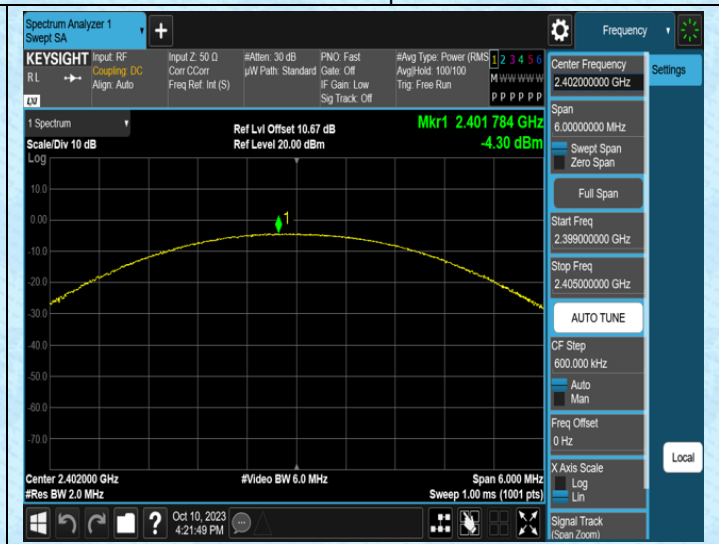 Spectrum Analyzer 1
Swept SA
+
Frequency
KEYSIGHT
RL
LXI
Input: RF
Coupling: DC
Align: Auto
Input Z: 50 Ω
Corr CCorr
Freq Ref: Int (S)
#Atten: 30 dB
µW Path: Standard
PNO: Fast
Gate: Off
IF Gain: Low
Sig Track: Off
#Avg Type: Power (RMS
Avg|Hold: 100/100
Trig: Free Run
1 2 3 4 5 6
M W W W W W
P P P P P P
Center Frequency
2.402000000 GHz
Settings
Span
6.00000000 MHz
Swept Span
Zero Span
Full Span
Start Freq
2.399000000 GHz
Stop Freq
2.405000000 GHz
AUTO TUNE
CF Step
600.000 kHz
Auto
Man
Freq Offset
0 Hz
X Axis Scale
Log
Lin
Signal Track
(Span Zoom)
Local
1 Spectrum
Scale/Div 10 dB
Log
Ref Lvl Offset 10.67 dB
Ref Level 20.00 dBm
Mkr1 2.401 784 GHz
-4.30 dBm
1
10.0
0.00
-10.0
-20.0
-30.0
-40.0
-50.0
-60.0
-70.0
Center 2.402000 GHz
#Res BW 2.0 MHz
#Video BW 6.0 MHz
Span 6.000 MHz
Sweep 1.00 ms (1001 pts)
?
Oct 10, 2023
4:21:49 PM